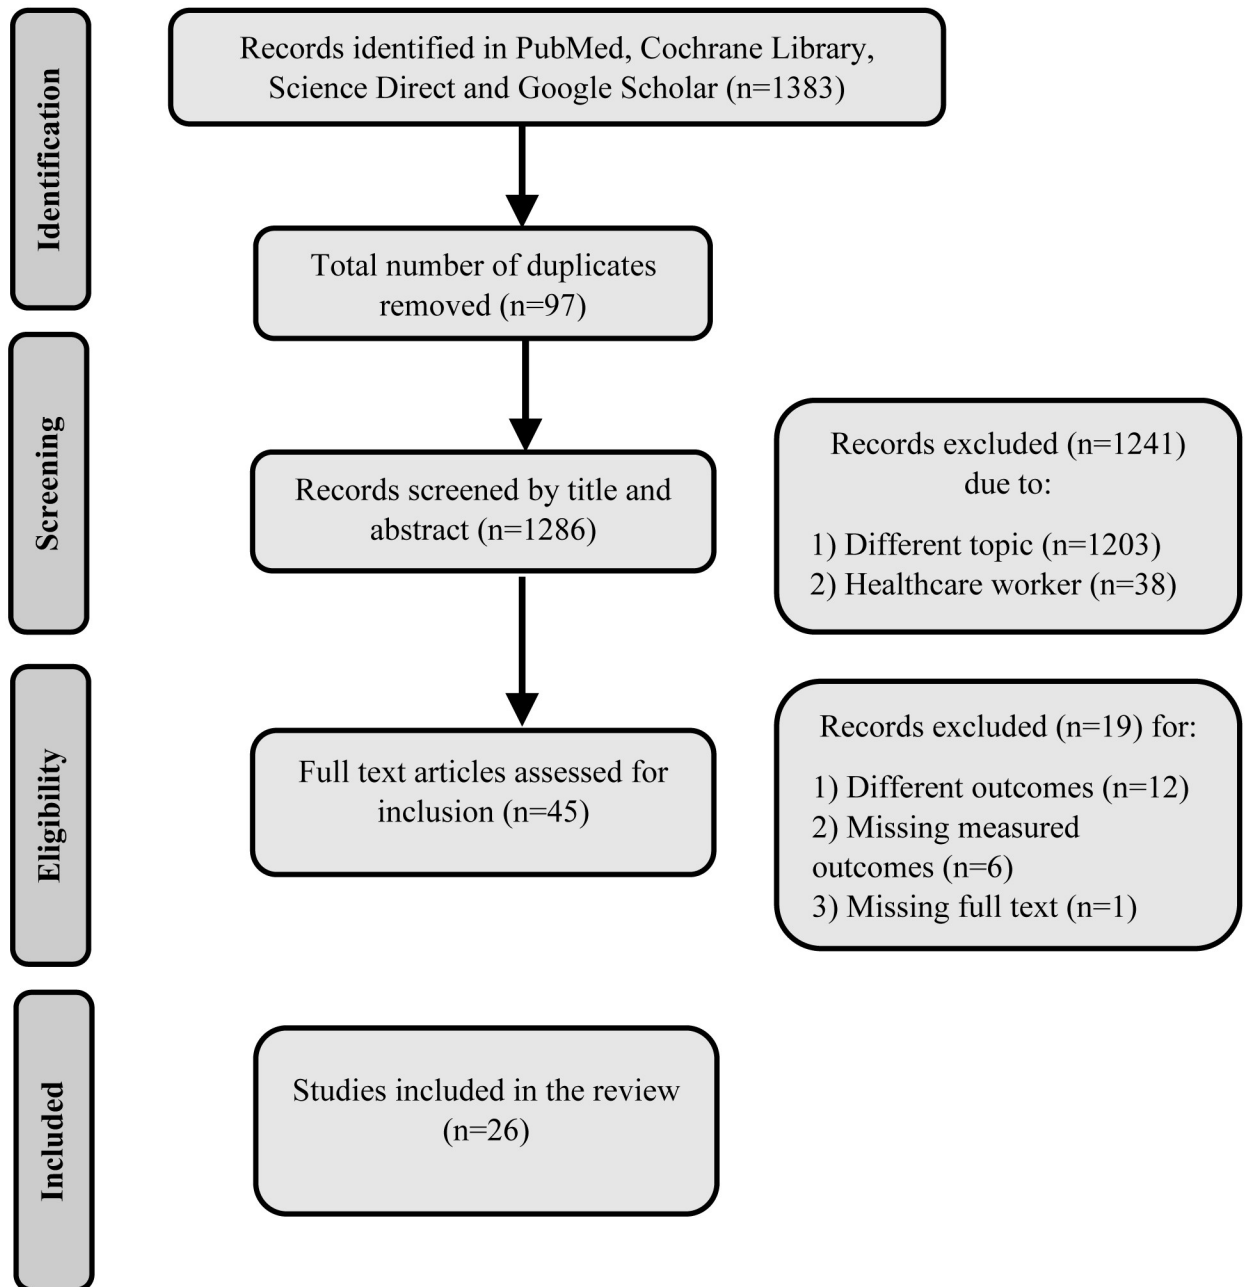 Identification
Records identified in PubMed, Cochrane Library,
Science Direct and Google Scholar (n=1383)
Total number of duplicates
removed (n=97)
Screening
Records screened by title and
abstract (n=1286)
Records excluded (n=1241)
due to:
1) Different topic (n=1203)
2) Healthcare worker (n=38)
Eligibility
Full text articles assessed for
inclusion (n=45)
Records excluded (n=19) for:
1) Different outcomes (n=12)
2) Missing measured
outcomes (n=6)
3) Missing full text (n=1)
Included
Studies included in the review
(n=26)